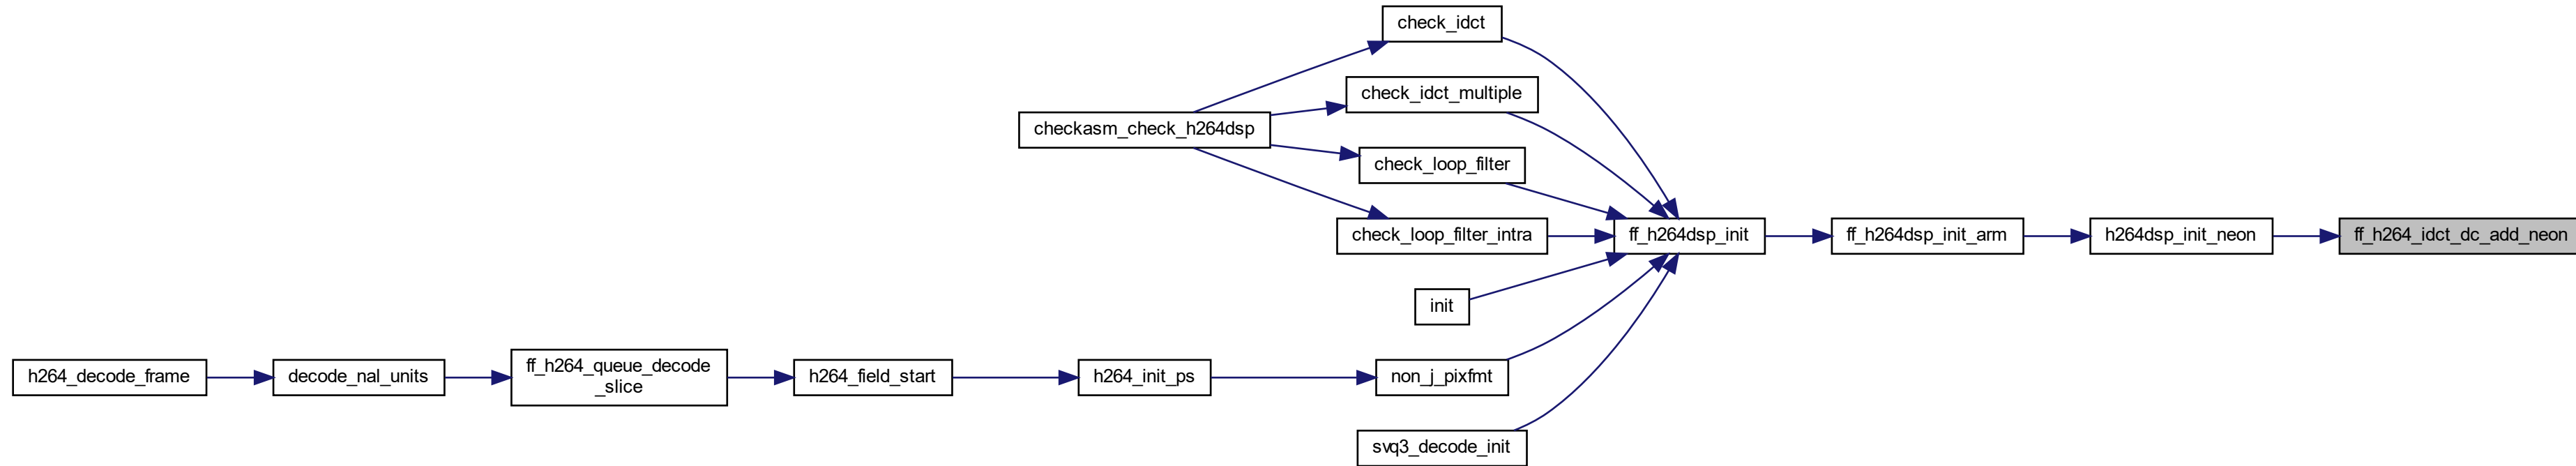 check_idct
check_idct_multiple
checkasm_check_h264dsp
check_loop_filter
check_loop_filter_intra
ff_h264dsp_init
ff_h264dsp_init_arm
h264dsp_init_neon
ff_h264_idct_dc_add_neon
init
h264_decode_frame
decode_nal_units
ff_h264_queue_decode
_slice
h264_field_start
h264_init_ps
non_j_pixfmt
svq3_decode_init